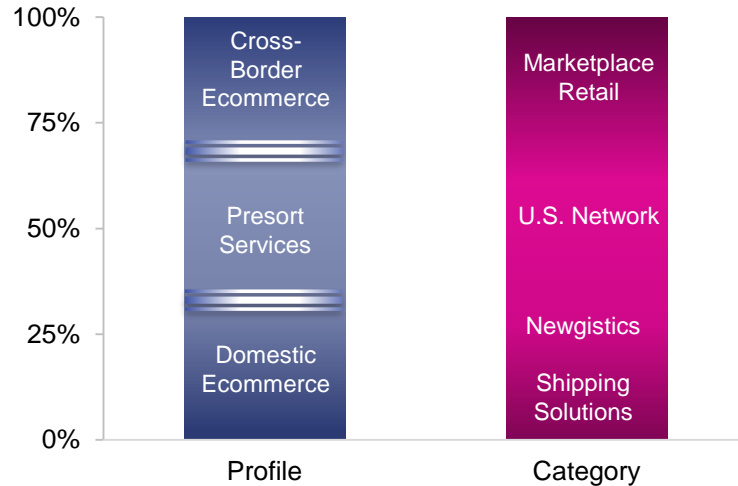 100%
75%
50%
25%
0%
Cross-
Border
Ecommerce
Presort
Services
Domestic
Ecommerce
Marketplace
Retail
U.S. Network
Newgistics
Shipping
Solutions
Profile
Category